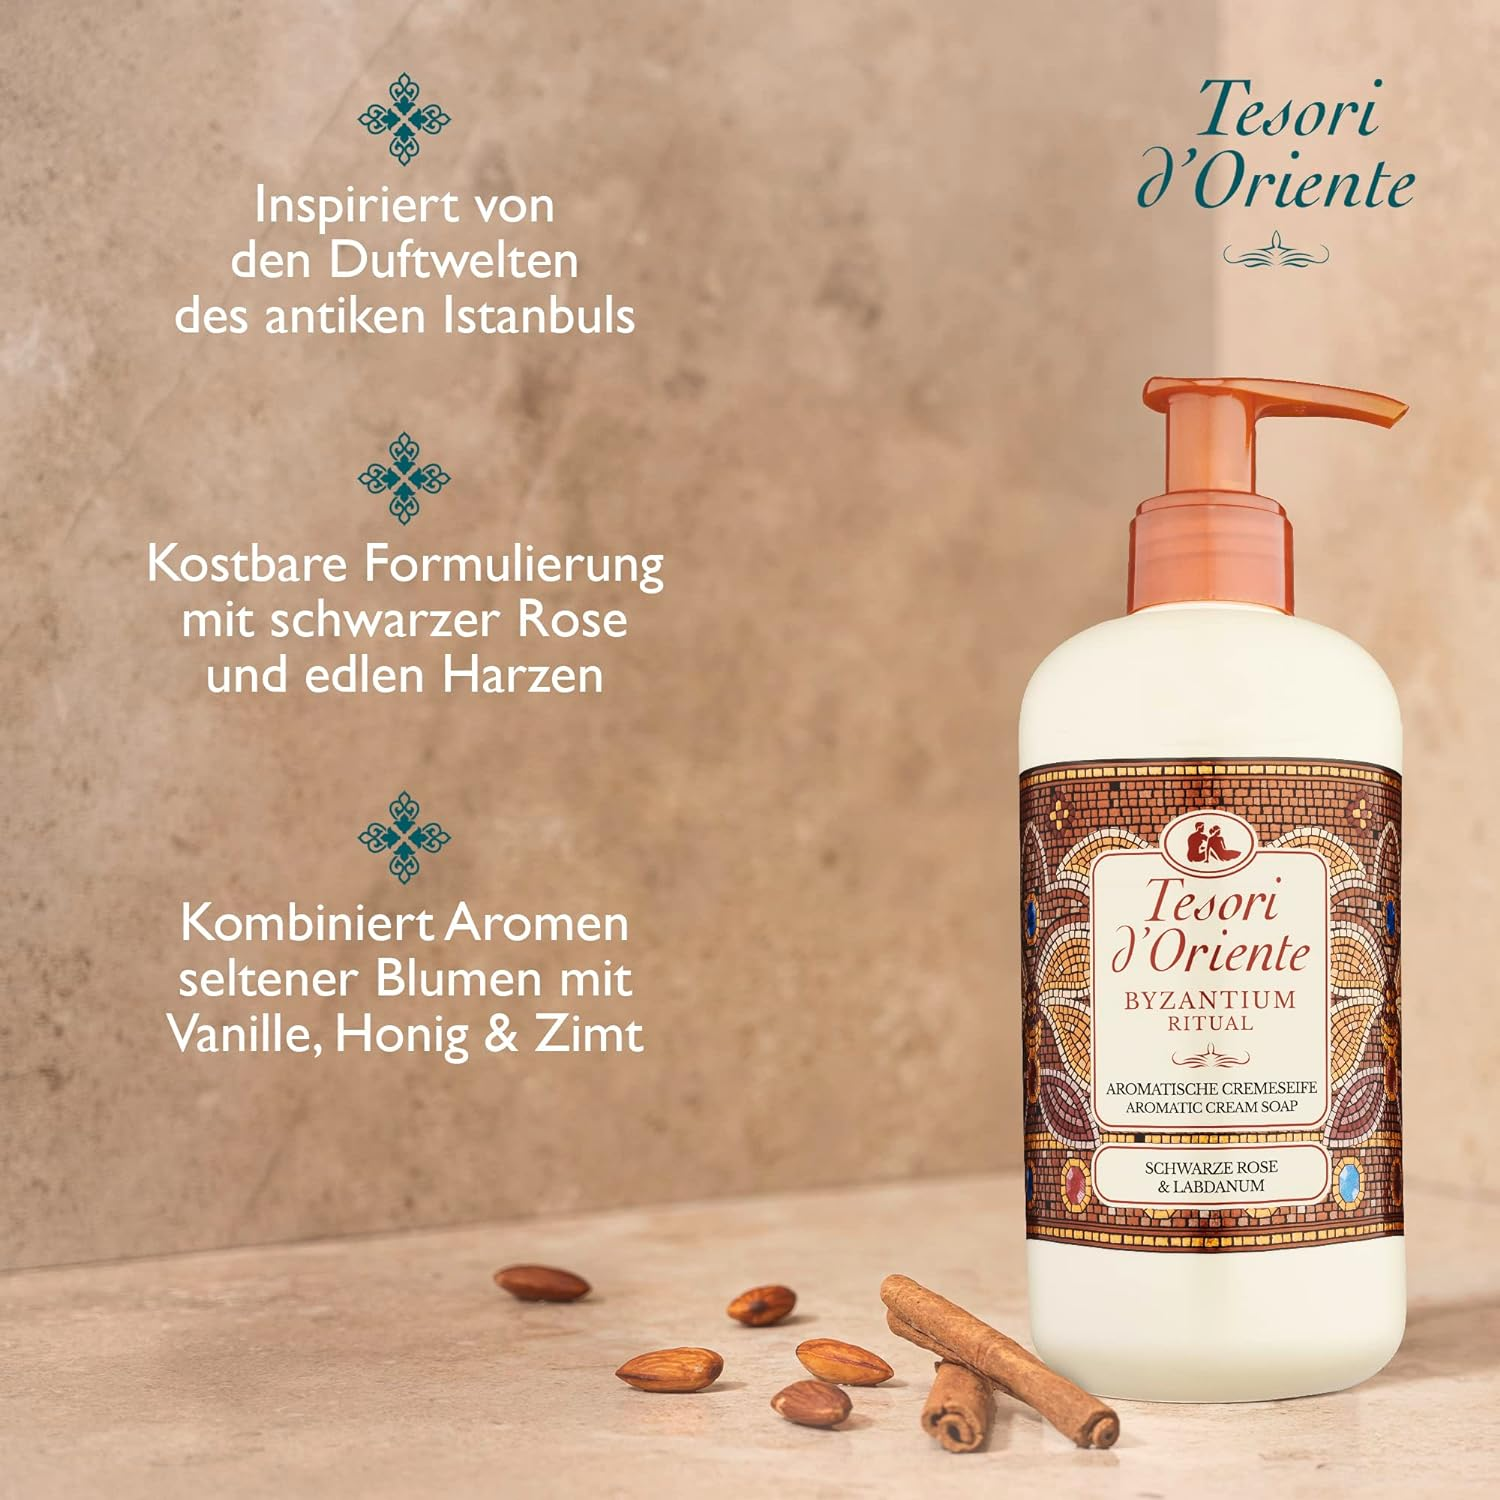 Inspiriert von
den Duftwelten
des antiken Istanbuls
Kostbare Formulierung
mit schwarzer Rose
und edlen Harzen
Kombiniert Aromen
seltener Blumen mit
Vanille, Honig & Zimt
Tesori
d'Oriente
Tesori
d'Oriente
BYZANTIUM
RITUAL
AROMATISCHE CREMESEIFE
AROMATIC CREAM SOAP
SCHWARZE ROSE
& LABDANUM